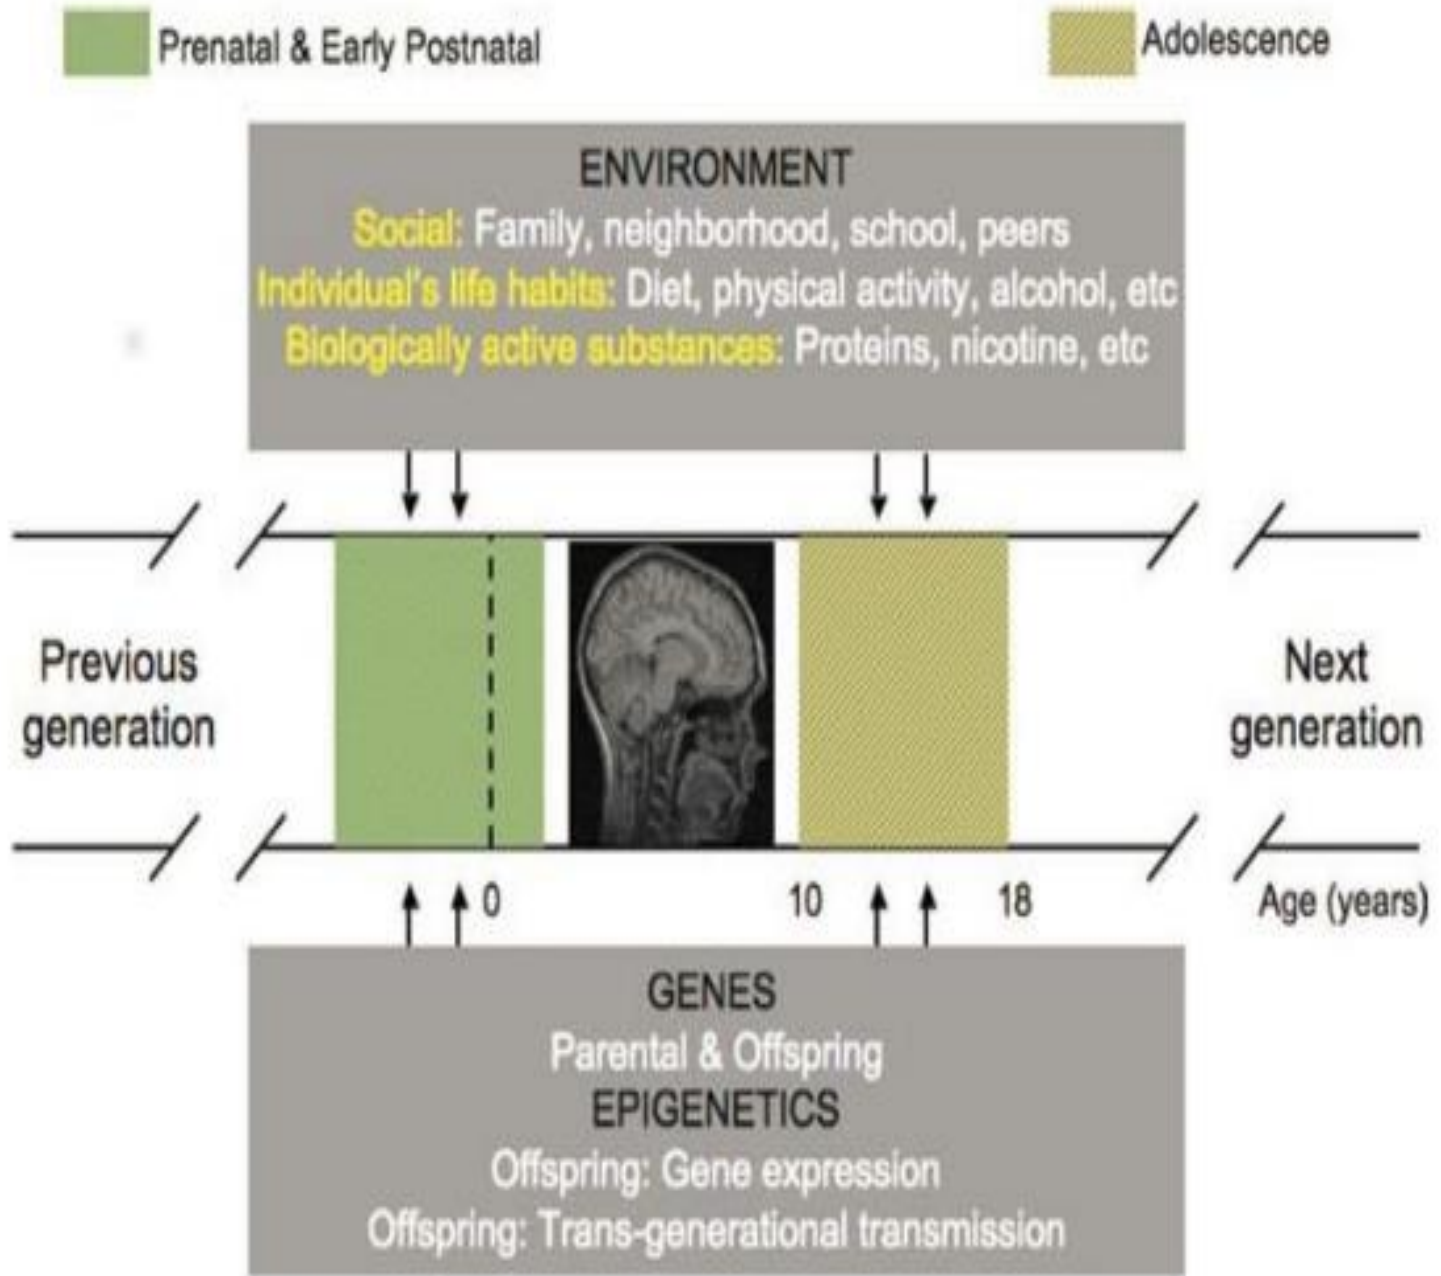 Prenatal & Early Postnatal
Adolescence
ENVIRONMENT
Social: Family, neighborhood, school, peers
Individual's life habits: Diet, physical activity, alcohol, etc
Biologically active substances: Proteins, nicotine, etc
Previous
generation
Next
generation
0
10
18
Age (years)
GENES
Parental & Offspring
EPIGENETICS
Offspring: Gene expression
Offspring: Trans-generational transmission